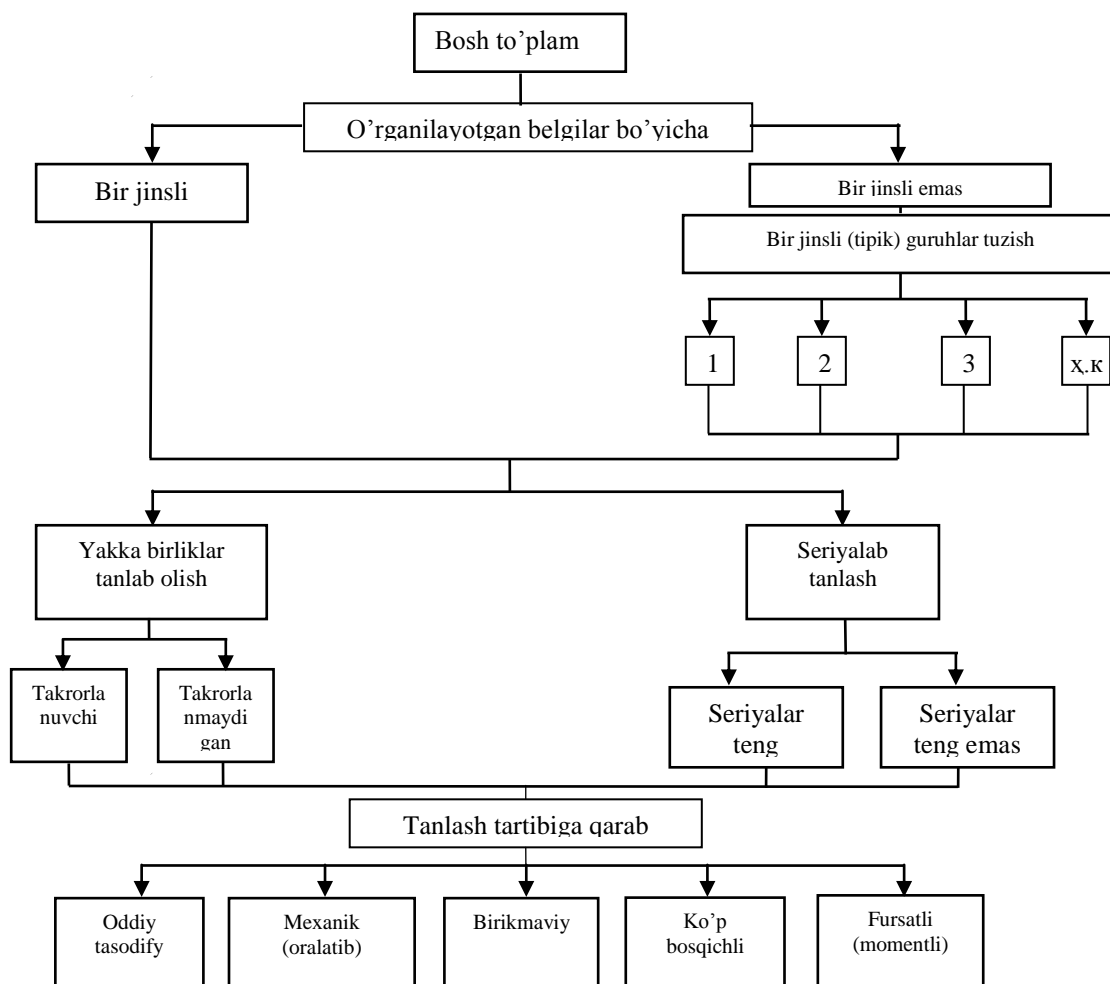 Bosh to’plam
O’rganilayotgan belgilar bo’yicha
Bir jinsli
Bir jinsli emas
Bir jinsli (tipik) guruhlar tuzish
1
2
3
ҳ.к
Yakka birliklar
tanlab olish
Seriyalab
tanlash
Takrorla
nuvchi
Takrorla
nmaydi
gan
Seriyalar
teng
Seriyalar
teng emas
Tanlash tartibiga qarab
Oddiy
tasodify
Mexanik
(oralatib)
Birikmaviy
Ko’p
bosqichli
Fursatli
(momentli)